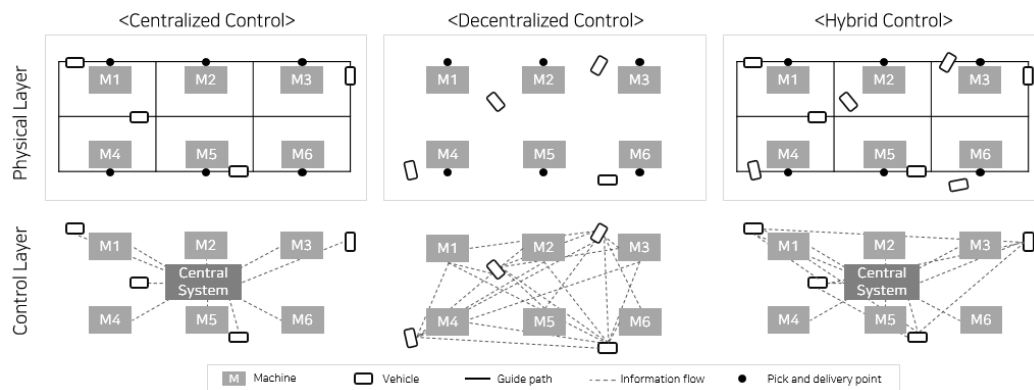 <Centralized Control> <Decentralized Control> <Hybrid Control>
Physical Layer
M1 M2 M3
M4 M5 M6
M1 M2 M3
M4 M5 M6
M1 M2 M3
M4 M5 M6
Control Layer
M1 M2 M3
Central
System
M4 M5 M6
M1 M2 M3
M4 M5 M6
M1 M2 M3
Central
System
M4 M5 M6
M Machine Vehicle Guide path Information flow Pick and delivery point